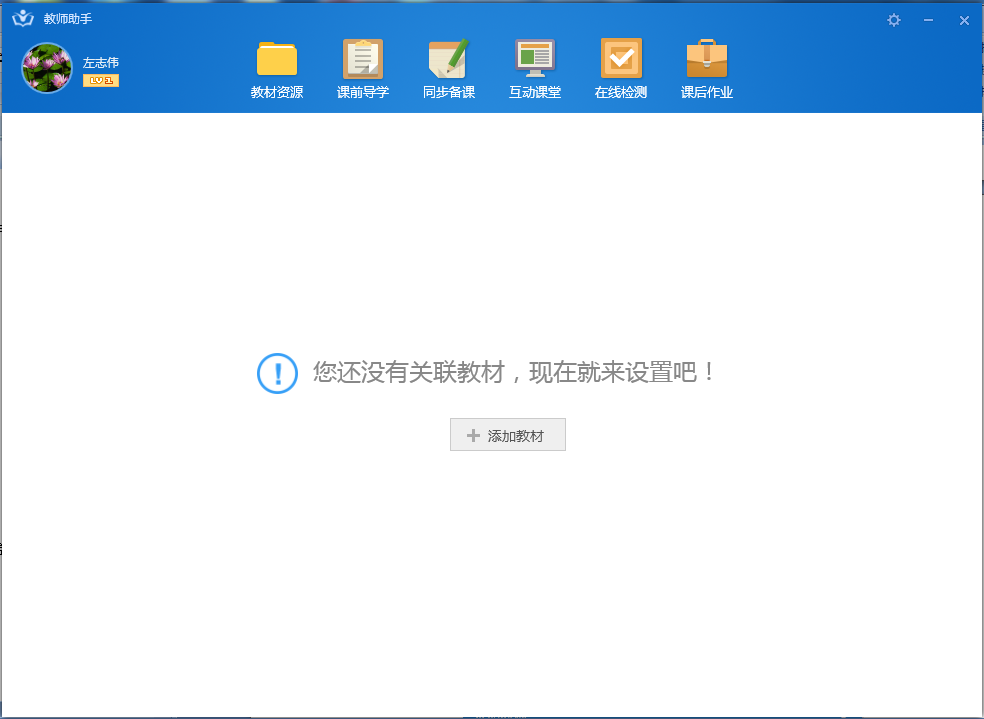 教师助手
左志伟
LV 1
教材资源
课前导学
同步备课
互动课堂
在线检测
课后作业
您还没有关联教材，现在就来设置吧！
添加教材